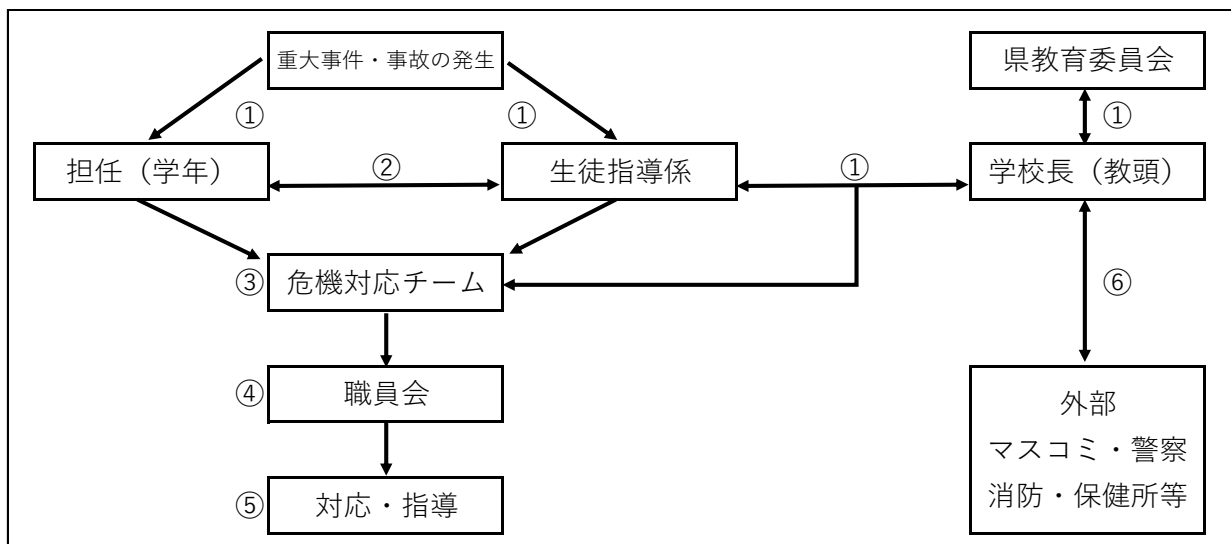 重大事件・事故の発生
県教育委員会
①
①
①
担任（学年）
②
生徒指導係
①
学校長（教頭）
③
危機対応チーム
⑥
④
職員会
外部
マスコミ・警察
消防・保健所等
⑤
対応・指導